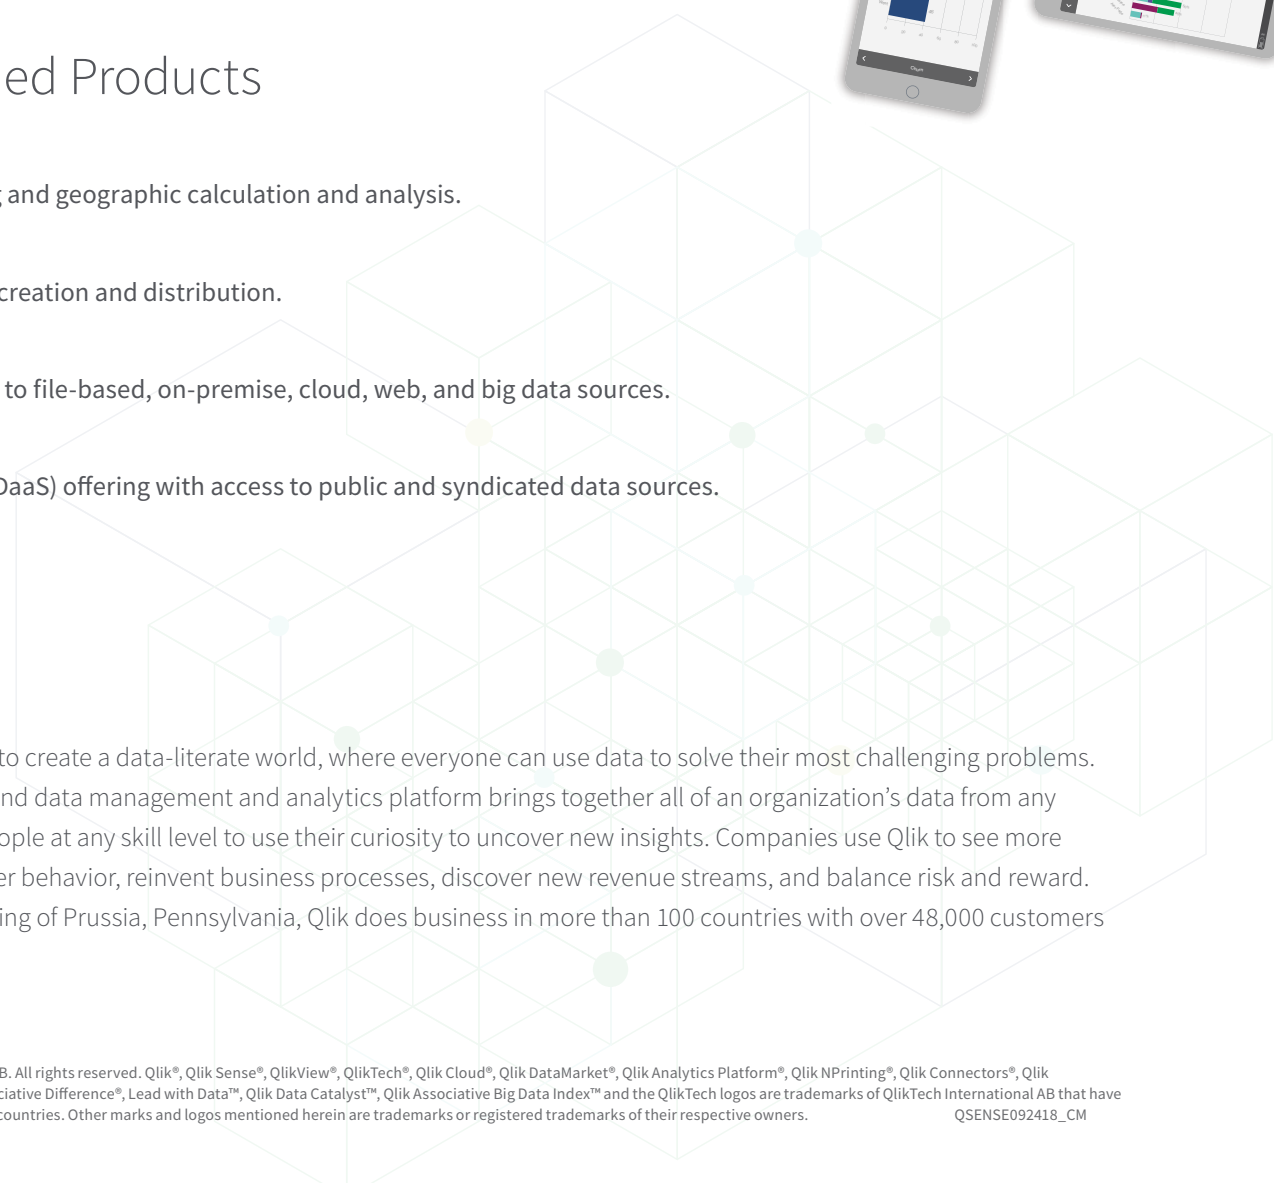 ed Products
and geographic calculation and analysis.
creation and distribution.
to file-based, on-premise, cloud, web, and big data sources.
DaaS) offering with access to public and syndicated data sources.
to create a data-literate world, where everyone can use data to solve their most challenging problems.
nd data management and analytics platform brings together all of an organization’s data from any
ople at any skill level to use their curiosity to uncover new insights. Companies use Qlik to see more
er behavior, reinvent business processes, discover new revenue streams, and balance risk and reward.
ing of Prussia, Pennsylvania, Qlik does business in more than 100 countries with over 48,000 customers
B. All rights reserved. Qlik®, Qlik Sense®, QlikView®, QlikTech®, Qlik Cloud®, Qlik DataMarket®, Qlik Analytics Platform®, Qlik NPrinting®, Qlik Connectors®, Qlik
ciative Difference®, Lead with Data™, Qlik Data Catalyst™, Qlik Associative Big Data Index™ and the QlikTech logos are trademarks of QlikTech International AB that have
countries. Other marks and logos mentioned herein are trademarks or registered trademarks of their respective owners. QSENSE092418_CM